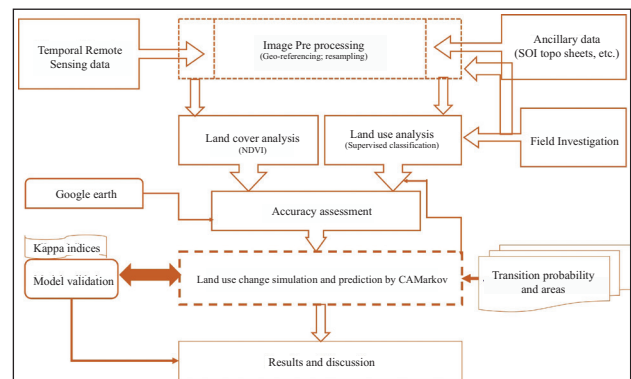 Temporal Remote
Sensing data
Image Pre processing
(Geo-referencing; resampling)
Ancillary data
(SOI topo sheets, etc.)
Land cover analysis
(NDVI)
Land use analysis
(Supervised classification)
Field Investigation
Google earth
Accuracy assessment
Kappa indices
Model validation
Land use change simulation and prediction by CAMarkov
Transition probability
and areas
Results and discussion